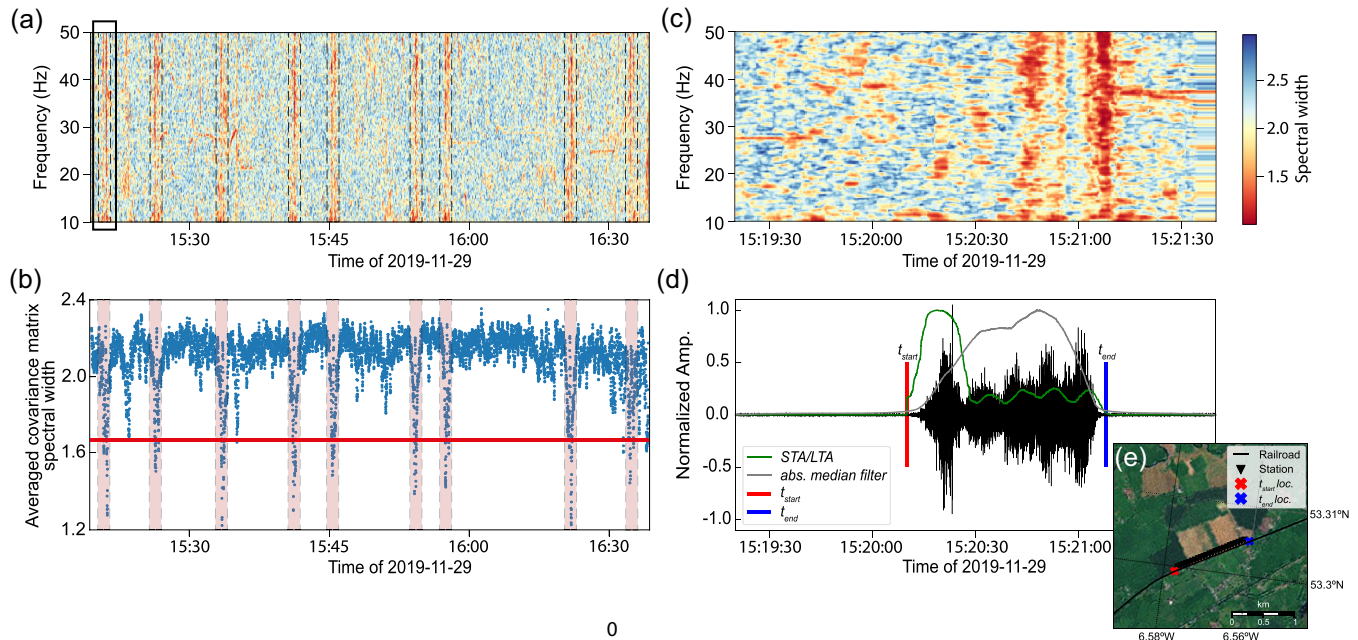 (a)
50
40
30
20
10
Frequency (Hz)
15:30
15:45
16:00
16:30
Time of 2019-11-29
(c)
50
40
30
20
10
Frequency (Hz)
15:19:30
15:20:00
15:20:30
15:21:00
15:21:30
Time of 2019-11-29
2.5
2.0
1.5
Spectral width
(b)
2.4
2.0
1.6
1.2
Averaged covariance matrix
spectral width
15:30
15:45
16:00
16:30
Time of 2019-11-29
(d)
1.0
0.5
0.0
-0.5
-1.0
Normalized Amp.
t_start
t_end
STA/LTA
abs. median filter
t_start
t_end
15:19:30
15:20:00
15:20:30
15:21:00
Time of 2019-11-29
(e)
Railroad
Station
t_start loc.
t_end loc.
53.31ºN
53.3ºN
km
0 0.5 1
6.58ºW
6.56ºW
0